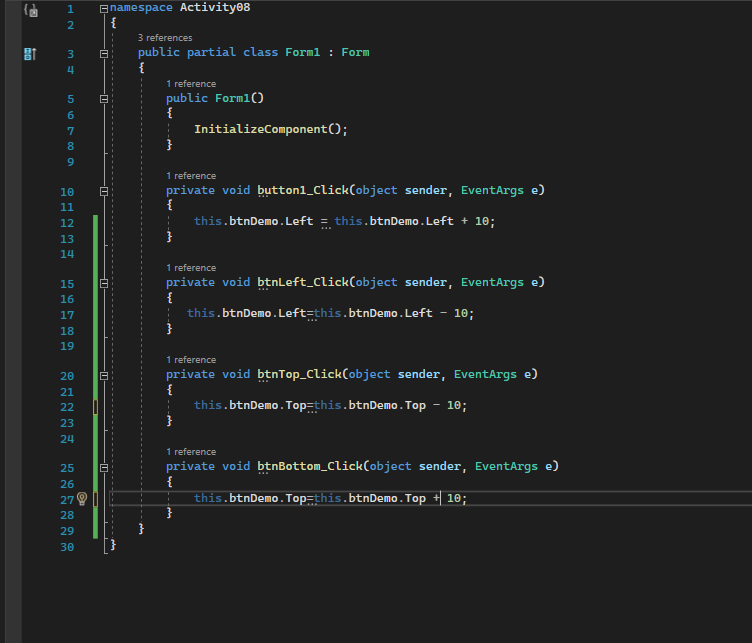 1 namespace Activity08
2 {
3 references
3 public partial class Form1 : Form
4 {
1 reference
5 public Form1()
6 {
7 InitializeComponent();
8 }
9
1 reference
10 private void button1_Click(object sender, EventArgs e)
11 {
12 this.btnDemo.Left = this.btnDemo.Left + 10;
13 }
14
1 reference
15 private void btnLeft_Click(object sender, EventArgs e)
16 {
17 this.btnDemo.Left=this.btnDemo.Left - 10;
18 }
19
1 reference
20 private void btnTop_Click(object sender, EventArgs e)
21 {
22 this.btnDemo.Top=this.btnDemo.Top - 10;
23 }
24
1 reference
25 private void btnBottom_Click(object sender, EventArgs e)
26 {
27 this.btnDemo.Top=this.btnDemo.Top + 10;
28 }
29 }
30 }